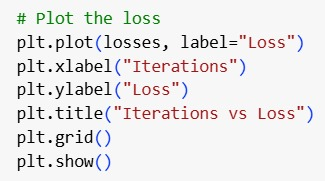 # Plot the loss
plt.plot(losses, label="Loss")
plt.xlabel("Iterations")
plt.ylabel("Loss")
plt.title("Iterations vs Loss")
plt.grid()
plt.show()